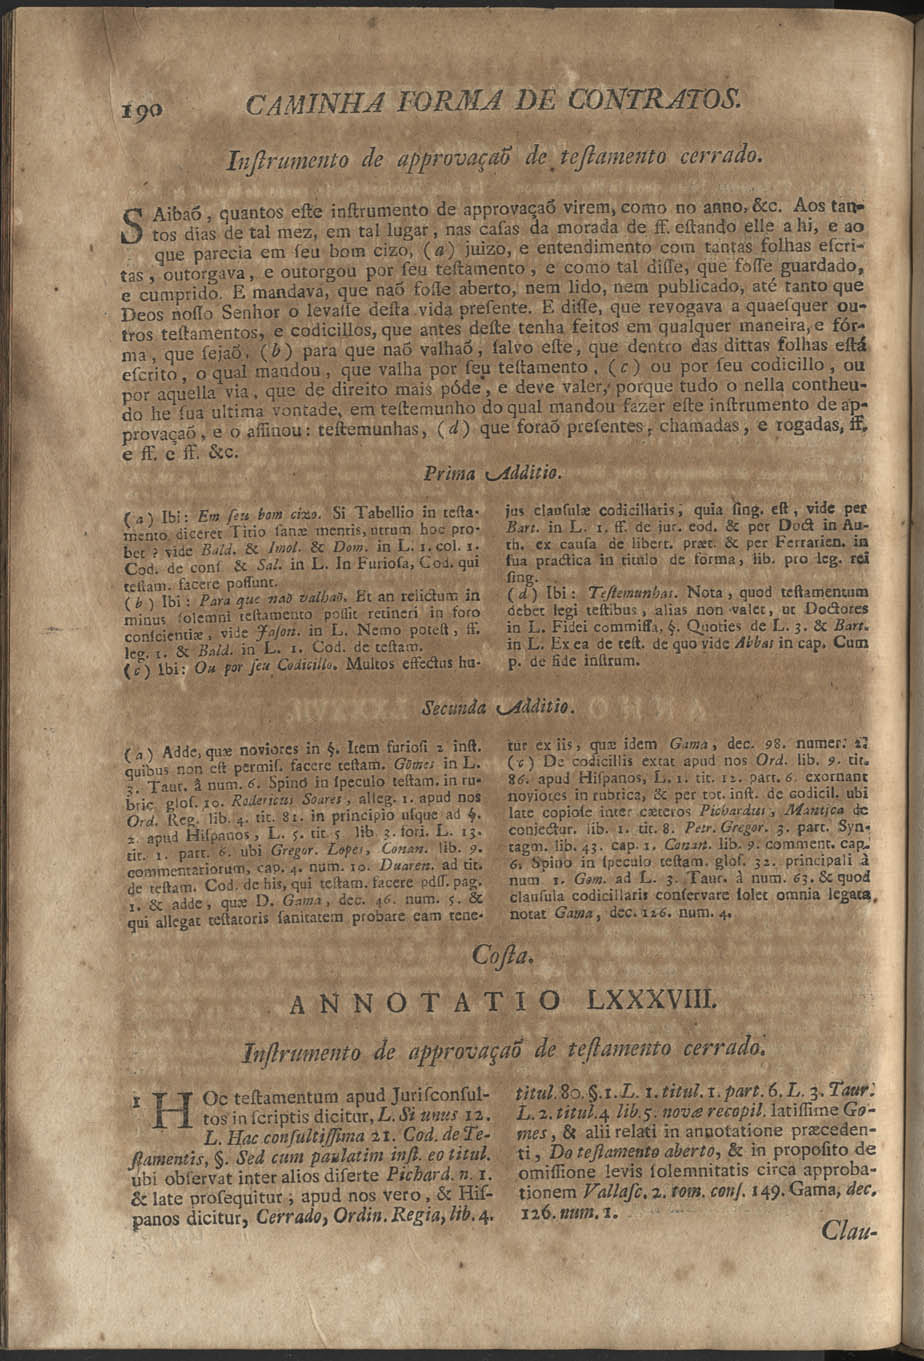 190 CAMINHA FORMA DE CONTRATOS.
Inſtrumento de approvaçaõ de teſtamento cerrado.
SAibaõ, quantos eſte inſtrumento de approvaçaõ virem, como no anno, &c. Aos tan-
tos dias de tal mez, em tal lugar, nas caſas da morada de ff. eſtando elle a hi, e ao
que parecia em ſeu bom cizo, (a) juizo, e entendimento com tantas folhas eſcri-
tas, outorgava, e outorgou por ſeu teſtamento, e como tal diſſe, que foſſe guardado,
e cumprido. E mandava, que naõ foſſe aberto, nem lido, nem publicado, até tanto que
Deos noſſo Senhor o levaſſe deſta vida preſente. E diſſe, que revogava a quaeſquer ou-
tros teſtamentos, e codicillos, que antes deſte tenha feitos em qualquer maneira, e fór-
ma, que ſejaõ, (b) para que naõ valhaõ, ſalvo eſte, que dentro das dittas folhas eſtá
eſcrito, o qual mandou, que valha por ſeu teſtamento, (c) ou por ſeu codicillo, ou
por aquella via, que de direito mais póde, e deve valer, porque tudo o nella contheu-
do he ſua ultima vontade, em teſtemunho do qual mandou fazer eſte inſtrumento de ap-
provaçaõ, e o aſſinou: teſtemunhas, (d) que foraõ preſentes, chamadas, e rogadas, ff.
e ff. e ff. &c.
Prima Additio.
(a) Ibi: Em ſeu bom cizo. Si Tabellio in teſta-
mento diceret Titio ſanæ mentis, utrum hoc pro-
bet? vide Bald. & Imol. & Dom. in L. 1. col. 1.
Cod. de conſ & Sal. in L. In Furioſa, Cod. qui
teſtam. facere poſſunt.
(b) Ibi: Para que naõ valhaõ. Et an relictum in
minus ſolemni teſtamento poſſit retineri in foro
conſcientiæ, vide Jaſon. in L. Nemo poteſt, ff.
leg. 1. & Bald. in L. 1. Cod. de teſtam.
(c) Ibi: Ou por ſeu Codicillo. Multos effectus hu-
jus clauſulæ codicillaris, quia ſing. eſt, vide per
Bart. in L. 1. ff. de jur. eod. & per Doct in Au-
th. ex cauſa de libert. præt. & per Ferrarien. in
ſua practica in titulo de forma, lib. pro leg. rei
ſing.
(d) Ibi: Teſtemunhas. Nota, quod teſtamentum
debet legi teſtibus, alias non valet, ut Doctores
in L. Fidei commiſſa, §. Quoties de L. 3. & Bart.
in L. Ex ea de teſt. de quo vide Abbas in cap. Cum
p. de fide inſtrum.
Secunda Additio.
(a) Adde, quæ noviores in §. Item furioſi 2 inſt.
quibus non eſt permiſ. facere teſtam. Gomes in L.
3. Taur. â num. 6. Spino in ſpeculo teſtam. in ru-
bric gloſ. 10. Rodericus Soares, alleg. 1. apud nos
Ord. Reg. lib. 4. tit. 81. in principio uſque ad §.
2. apud Hiſpanos, L. 5. tit. 5 lib. 3. fori. L. 13.
tit. 1. part. 6. ubi Gregor. Lopes, Conan. lib. 9.
commentariorum, cap. 4. num. 10. Duaren. ad tit.
de teſtam. Cod. de his, qui teſtam. facere poſſ. pag.
1. & adde, quæ D. Gama, dec. 46. num. 5. &
qui allegat teſtatoris ſanitatem probare eam tene-
tur ex iis, quæ idem Gama, dec. 98. numer.
(c) De codicillis extat apud nos Ord. lib. 9. tit.
86. apud Hiſpanos, L. 1. tit. 12. part. 6. exornant
noviores in rubrica, & per tot. inſt. de codicil. ubi
late copioſe inter cæteros Pichardus, Mantica de
conjectur. lib. 1. tit. 8. Petr. Gregor. 3. part. Syn-
tagm. lib. 43. cap. 1. Conan. lib. 9. comment. cap.
6. Spino in ſpeculo teſtam. gloſ. 32. principali à
num 1. Gom. ad L. 3. Taur. à num. 63. & quod
clauſula codicillaris conſervare ſolet omnia legata,
notat Gama, dec. 126. num. 4.
Coſta.
ANNOTATIO LXXXVIII.
Inſtrumento de approvaçaõ de teſtamento cerrado.
1 HOc teſtamentum apud Juriſconſul-
tos in ſcriptis dicitur, L. Si unus 12.
L. Hac conſultiſſima 21. Cod. de Te-
ſtamentis, §. Sed cum paulatim inſt. eo titul.
ubi obſervat inter alios diſerte Pichard. n. 1.
& late proſequitur; apud nos vero, & Hiſ-
panos dicitur, Cerrado, Ordin. Regia, lib. 4.
titul. 80. §. 1. L. 1. titul. 1. part. 6. L. 3. Taur.
L. 2. titul. 4 lib. 5. novæ recopil. latiſſime Go-
mes, & alii relati in annotatione præceden-
ti, Do teſtamento aberto, & in propoſito de
omiſſione levis ſolemnitatis circa approba-
tionem Vallaſc. 2. tom. conſ. 149. Gama, dec.
126. num. 1.
Clau-